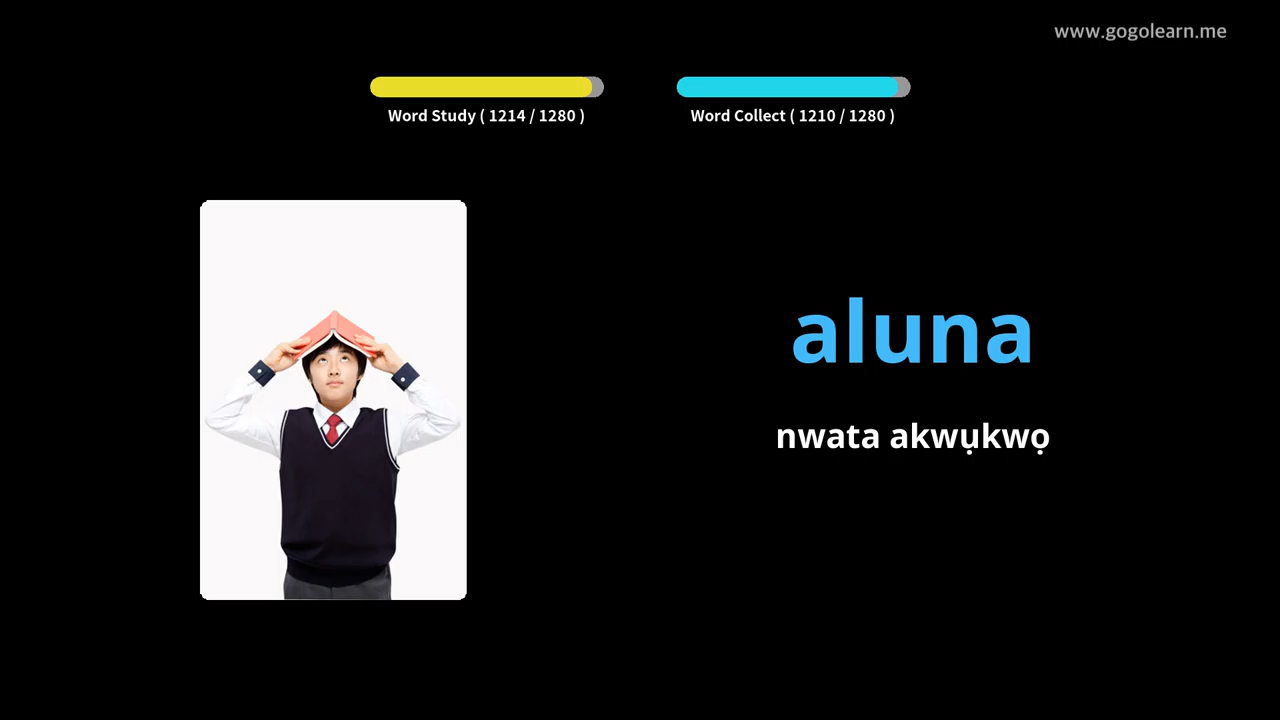 www.gogolearn.me
Word Study ( 1214 / 1280 )
Word Collect ( 1210 / 1280 )
aluna
nwata akwụkwọ